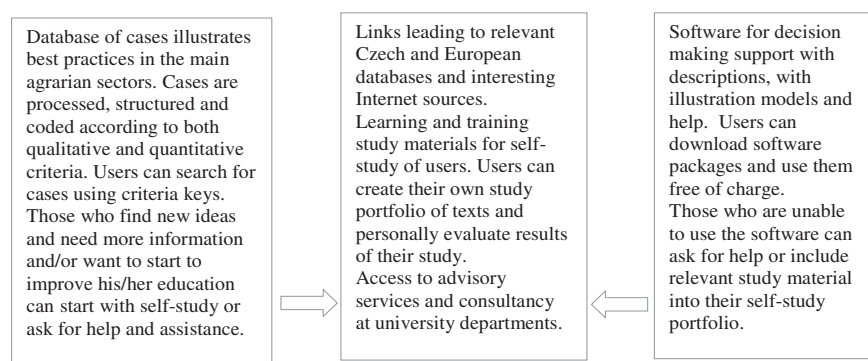 Database of cases illustrates
best practices in the main
agrarian sectors. Cases are
processed, structured and
coded according to both
qualitative and quantitative
criteria. Users can search for
cases using criteria keys.
Those who find new ideas
and need more information
and/or want to start to
improve his/her education
can start with self-study or
ask for help and assistance.
Links leading to relevant
Czech and European
databases and interesting
Internet sources.
Learning and training
study materials for self-
study of users. Users can
create their own study
portfolio of texts and
personally evaluate results
of their study.
Access to advisory
services and consultancy
at university departments.
Software for decision
making support with
descriptions, with
illustration models and
help.  Users can
download software
packages and use them
free of charge.
Those who are unable
to use the software can
ask for help or include
relevant study material
into their self-study
portfolio.